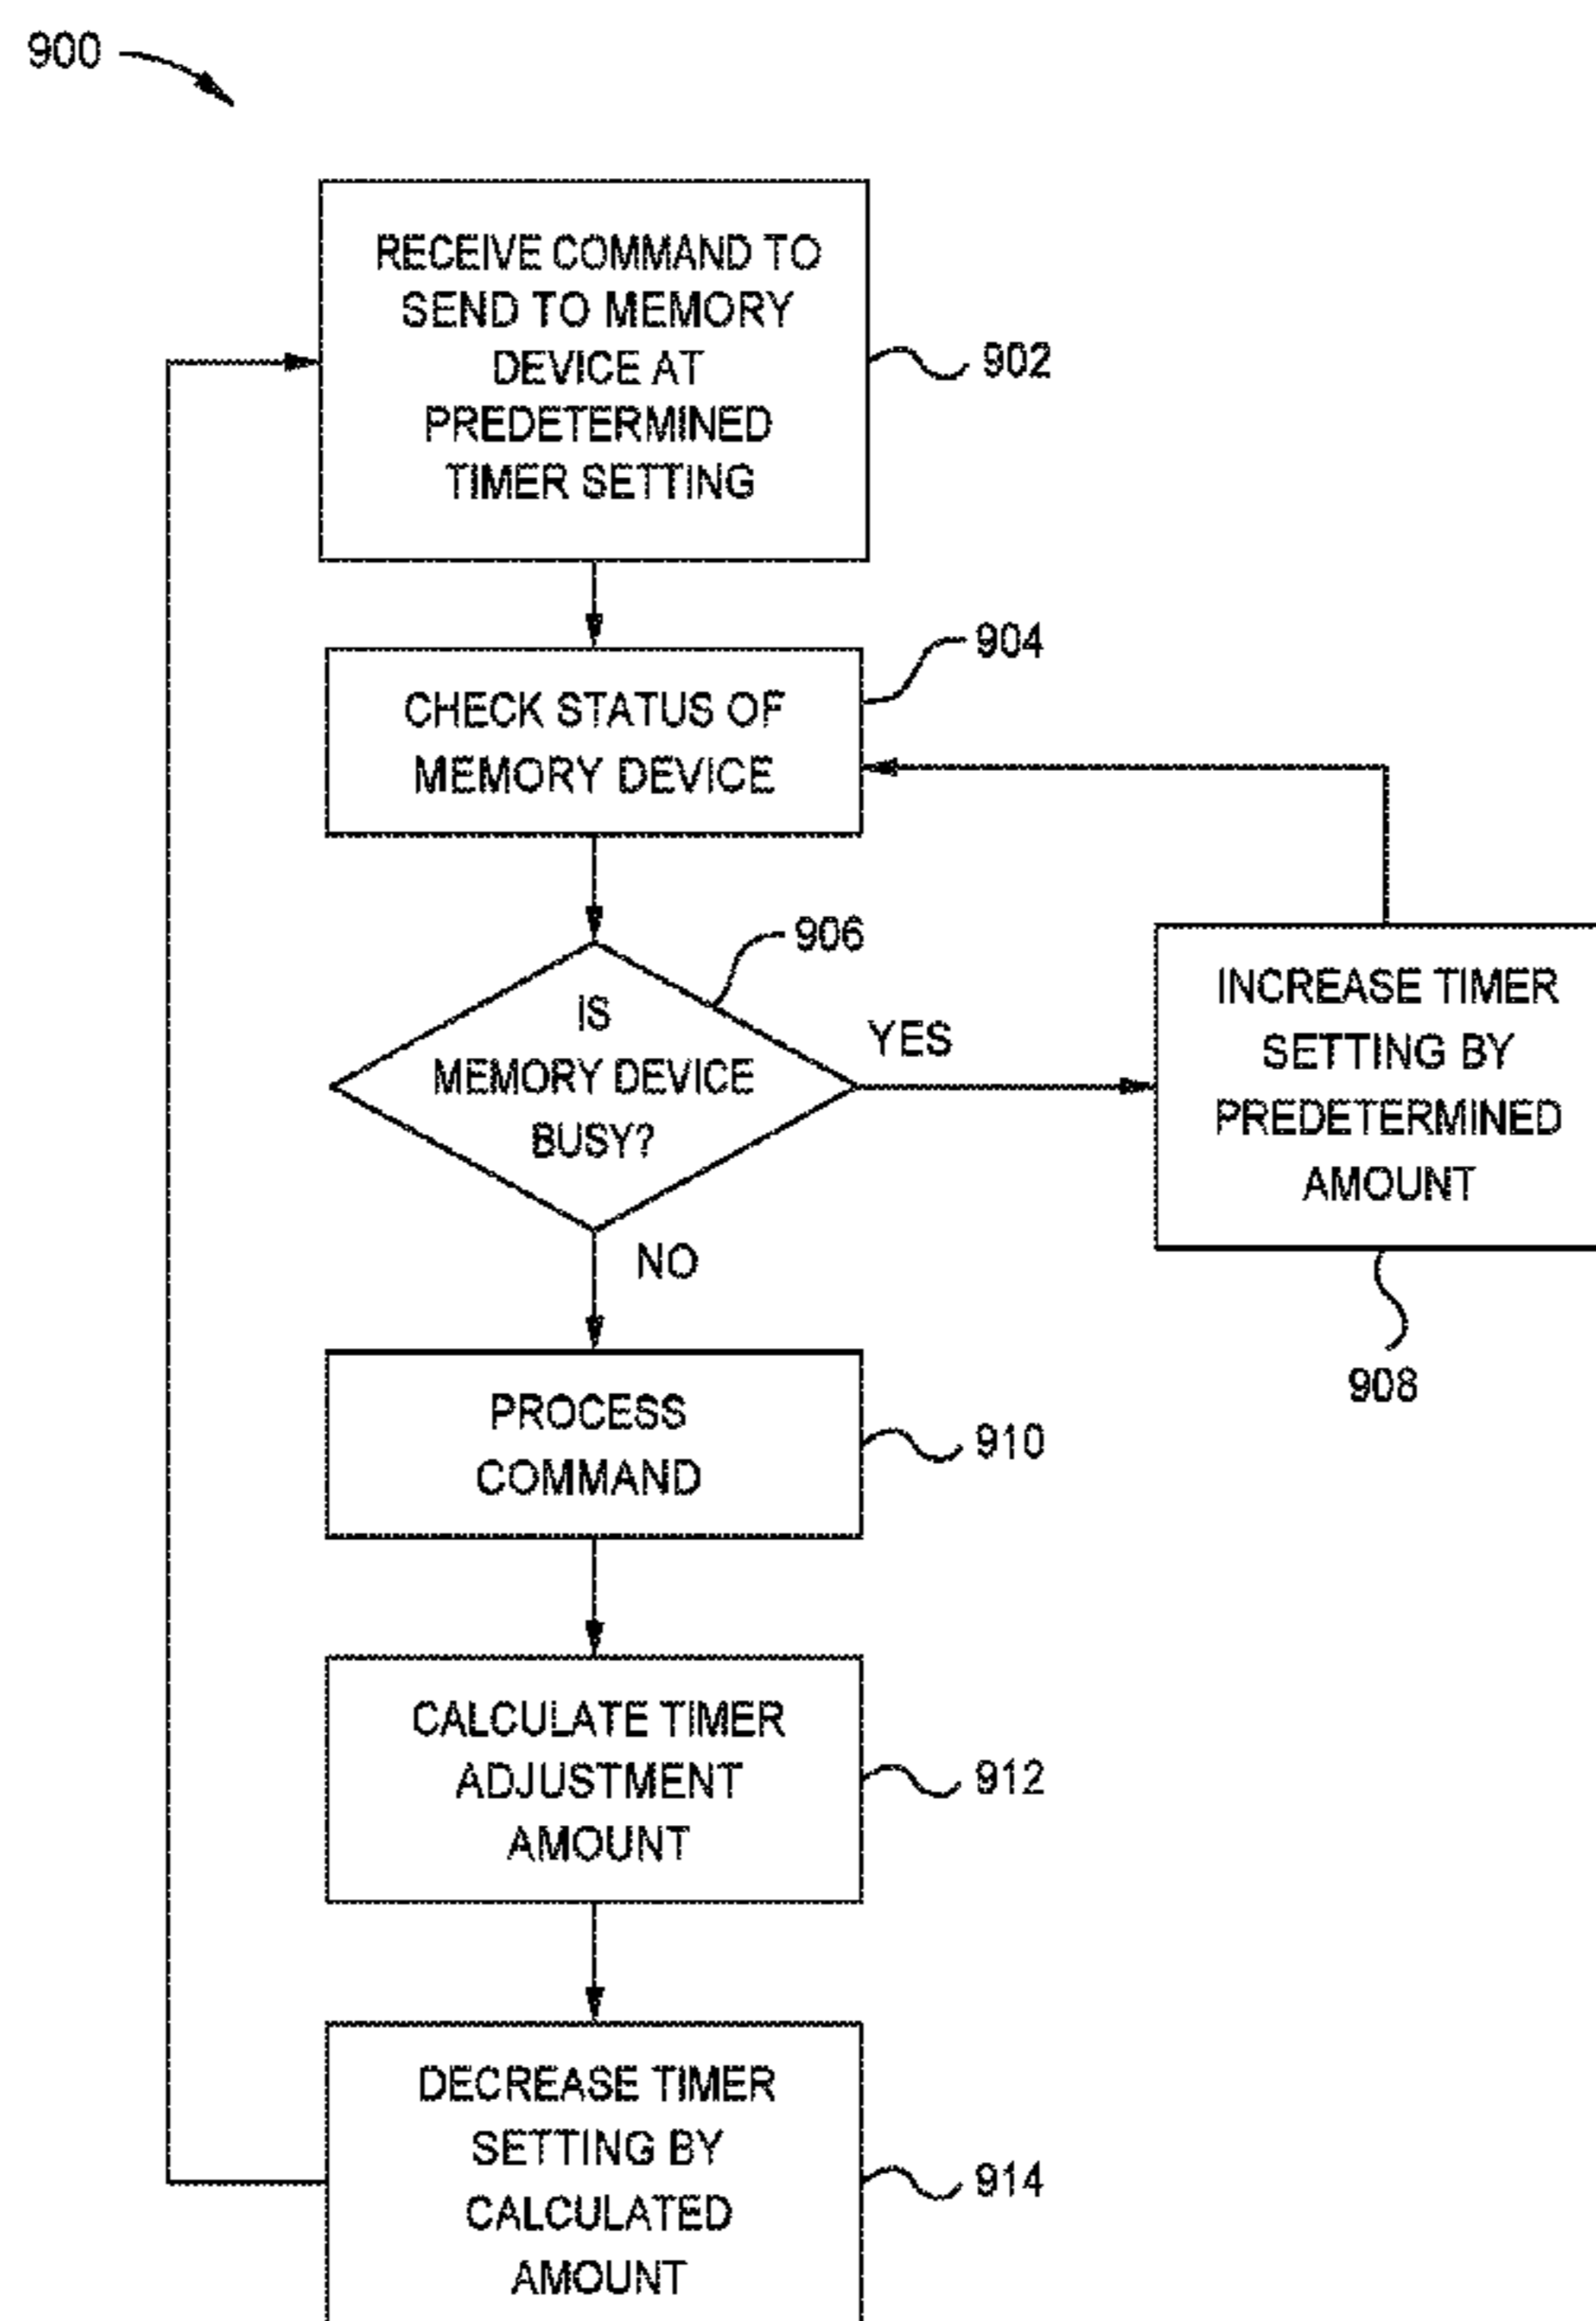 900
RECEIVE COMMAND TO
SEND TO MEMORY
DEVICE AT
PREDETERMINED
TIMER SETTING
902
CHECK STATUS OF
MEMORY DEVICE
904
IS
MEMORY DEVICE
BUSY?
906
YES
INCREASE TIMER
SETTING BY
PREDETERMINED
AMOUNT
908
NO
PROCESS
COMMAND
910
CALCULATE TIMER
ADJUSTMENT
AMOUNT
912
DECREASE TIMER
SETTING BY
CALCULATED
AMOUNT
914